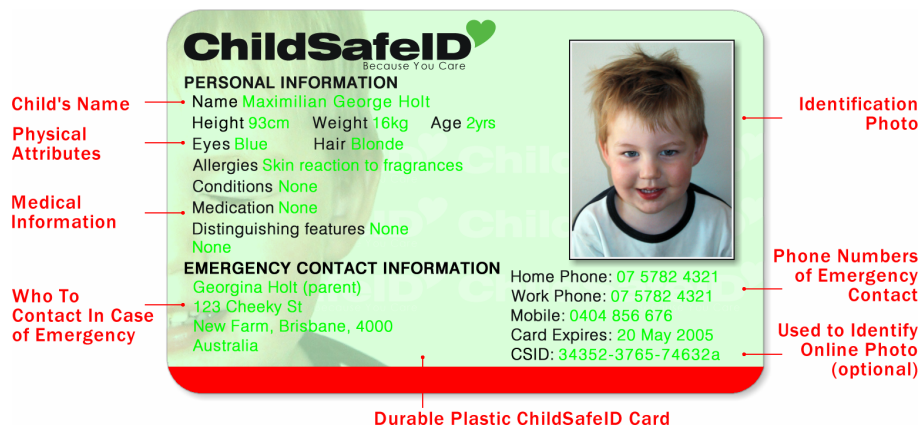 ChildSafeID
Because You Care
PERSONAL INFORMATION
Name Maximilian George Holt
Height 93cm Weight 16kg Age 2yrs
Eyes Blue Hair Blonde
Allergies Skin reaction to fragrances
Conditions None
Medication None
Distinguishing features None
None
EMERGENCY CONTACT INFORMATION
Georgina Holt (parent)
123 Cheeky St
New Farm, Brisbane, 4000
Australia
Home Phone: 07 5782 4321
Work Phone: 07 5782 4321
Mobile: 0404 856 676
Card Expires: 20 May 2005
CSID: 34352-3765-74632a
Child's Name
Physical
Attributes
Medical
Information
Who To
Contact In Case
of Emergency
Identification
Photo
Phone Numbers
of Emergency
Contact
Used to Identify
Online Photo
(optional)
Durable Plastic ChildSafeID Card